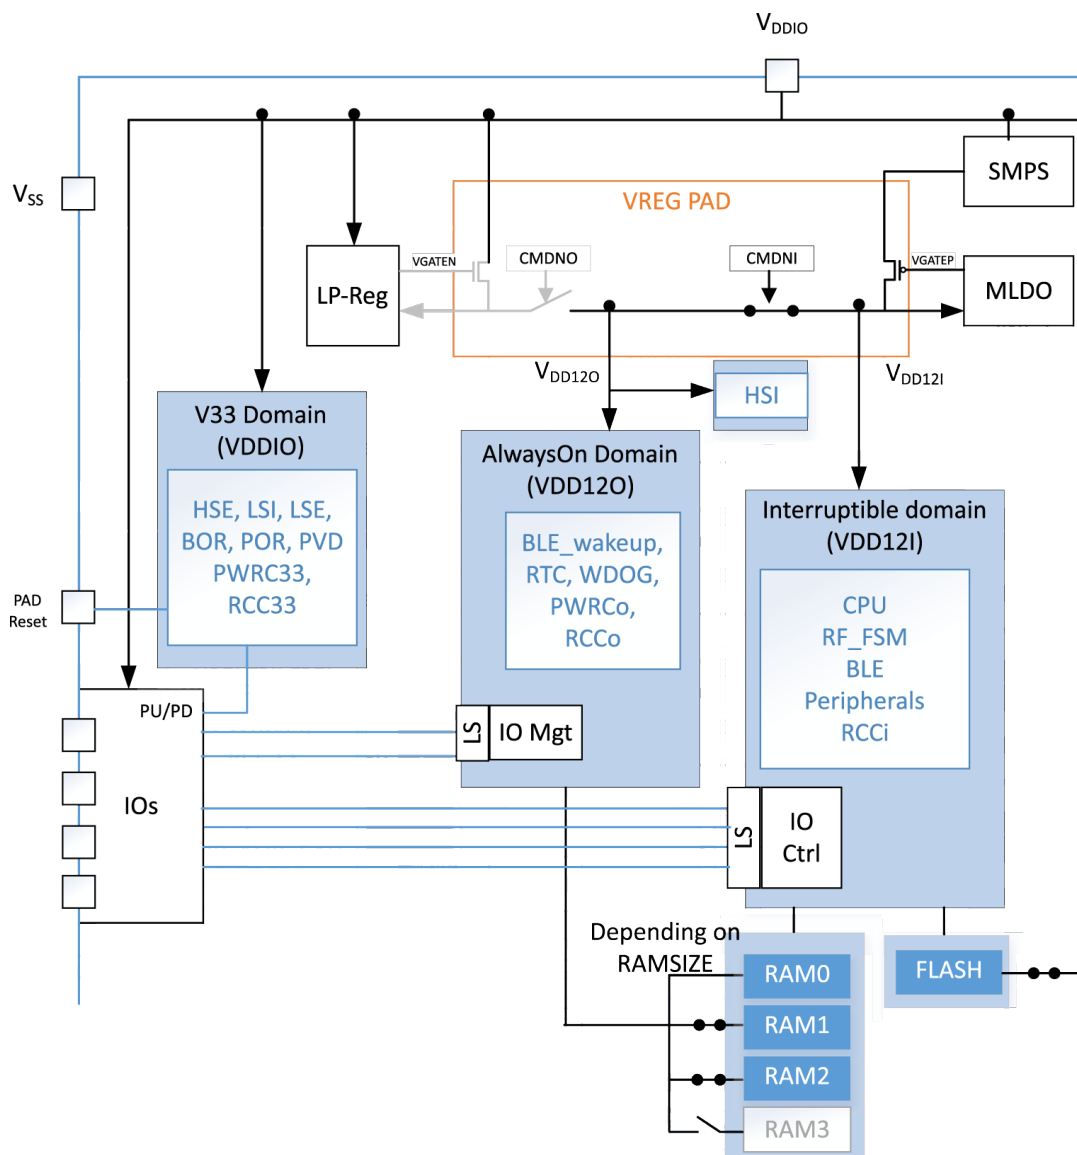 VDDIO
VSS
SMPS
VREG PAD
VGATEN
CMDNO
CMDNI
VGATEP
LP-Reg
MLDO
VDD12O
VDD12I
HSI
V33 Domain
(VDDIO)
HSE, LSI, LSE,
BOR, POR, PVD
PWRC33,
RCC33
AlwaysOn Domain
(VDD12O)
BLE_wakeup,
RTC, WDOG,
PWRCo,
RCCo
Interruptible domain
(VDD12I)
CPU
RF_FSM
BLE
Peripherals
RCCi
PAD
Reset
PU/PD
IOs
LS
IO Mgt
LS
IO
Ctrl
Depending on
RAMSIZE
RAM0
RAM1
RAM2
RAM3
FLASH